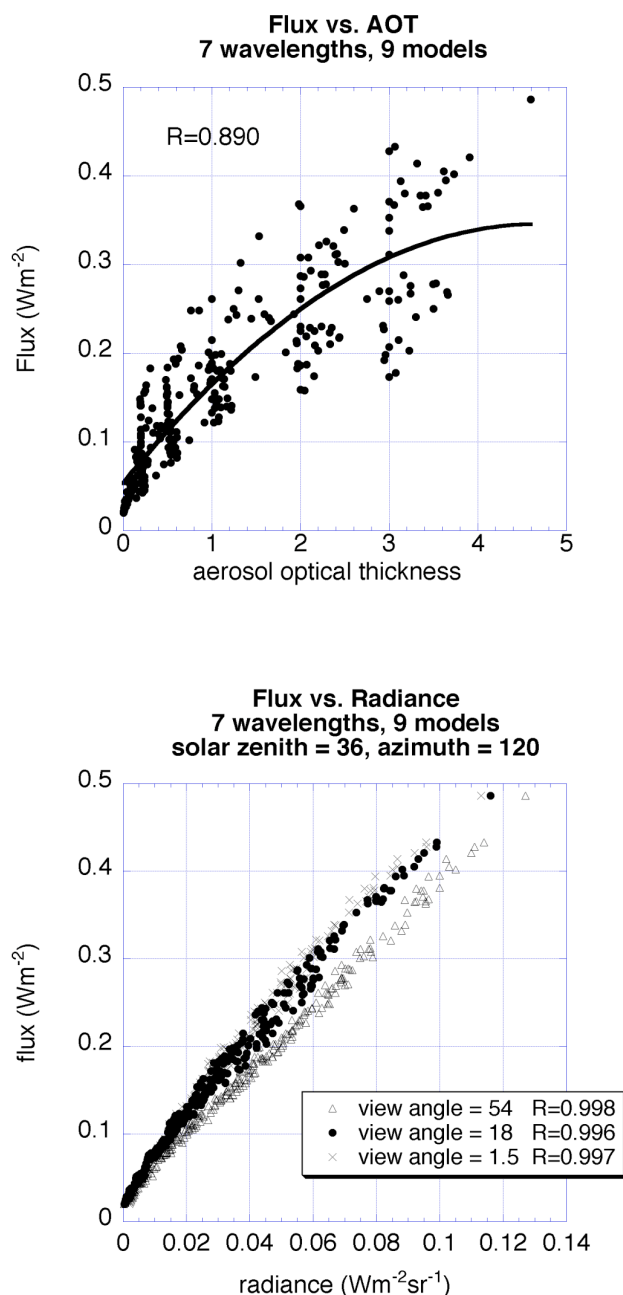 Flux vs. AOT
7 wavelengths, 9 models
0.5
R=0.890
0.4
0.3
Flux (Wm⁻²)
0.2
0.1
0
0 1 2 3 4 5
aerosol optical thickness
Flux vs. Radiance
7 wavelengths, 9 models
solar zenith = 36, azimuth = 120
0.5
0.4
0.3
flux (Wm⁻²)
0.2
view angle = 54 R=0.998
view angle = 18 R=0.996
0.1
view angle = 1.5 R=0.997
0
0 0.02 0.04 0.06 0.08 0.1 0.12 0.14
radiance (Wm⁻²sr⁻¹)